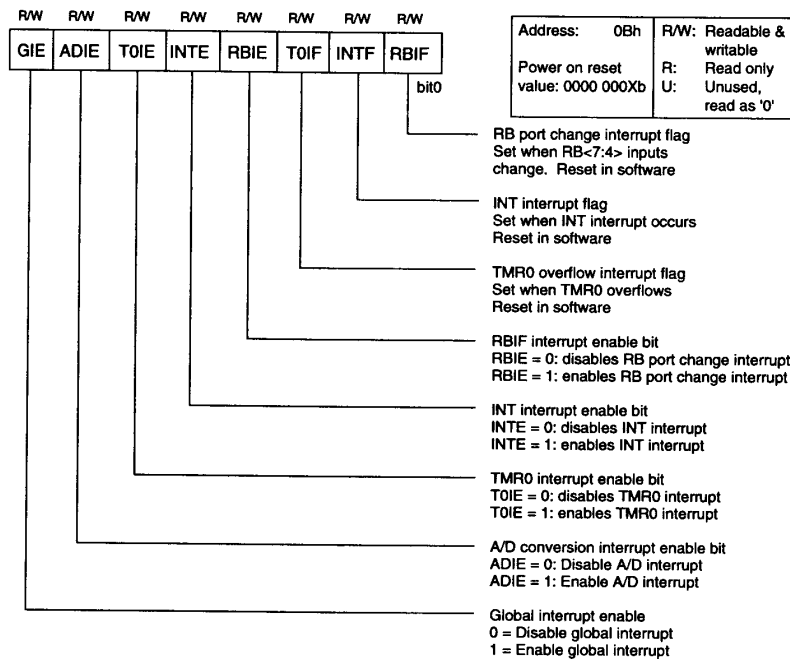 R/W R/W R/W R/W R/W R/W R/W R/W
GIE ADIE T0IE INTE RBIE T0IF INTF RBIF
bit0
Address: 0Bh
Power on reset
value: 0000 000Xb
R/W: Readable &
writable
R: Read only
U: Unused,
read as '0'
RB port change interrupt flag
Set when RB<7:4> inputs
change. Reset in software
INT interrupt flag
Set when INT interrupt occurs
Reset in software
TMR0 overflow interrupt flag
Set when TMR0 overflows
Reset in software
RBIF interrupt enable bit
RBIE = 0: disables RB port change interrupt
RBIE = 1: enables RB port change interrupt
INT interrupt enable bit
INTE = 0: disables INT interrupt
INTE = 1: enables INT interrupt
TMR0 interrupt enable bit
T0IE = 0: disables TMR0 interrupt
T0IE = 1: enables TMR0 interrupt
A/D conversion interrupt enable bit
ADIE = 0: Disable A/D interrupt
ADIE = 1: Enable A/D interrupt
Global interrupt enable
0 = Disable global interrupt
1 = Enable global interrupt